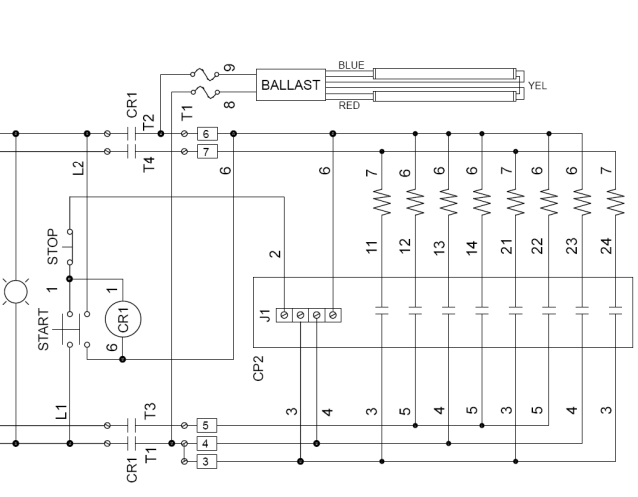 BLUE
9
BALLAST
YEL
8
RED
CR1
T2
T1
6
7
L2
T4
6
6
7
6
6
6
7
6
6
7
STOP
2
11
12
13
14
21
22
23
24
1
1
START
CR1
J1
6
CP2
L1
T3
3
4
3
5
4
5
3
5
4
3
5
4
3
CR1
T1